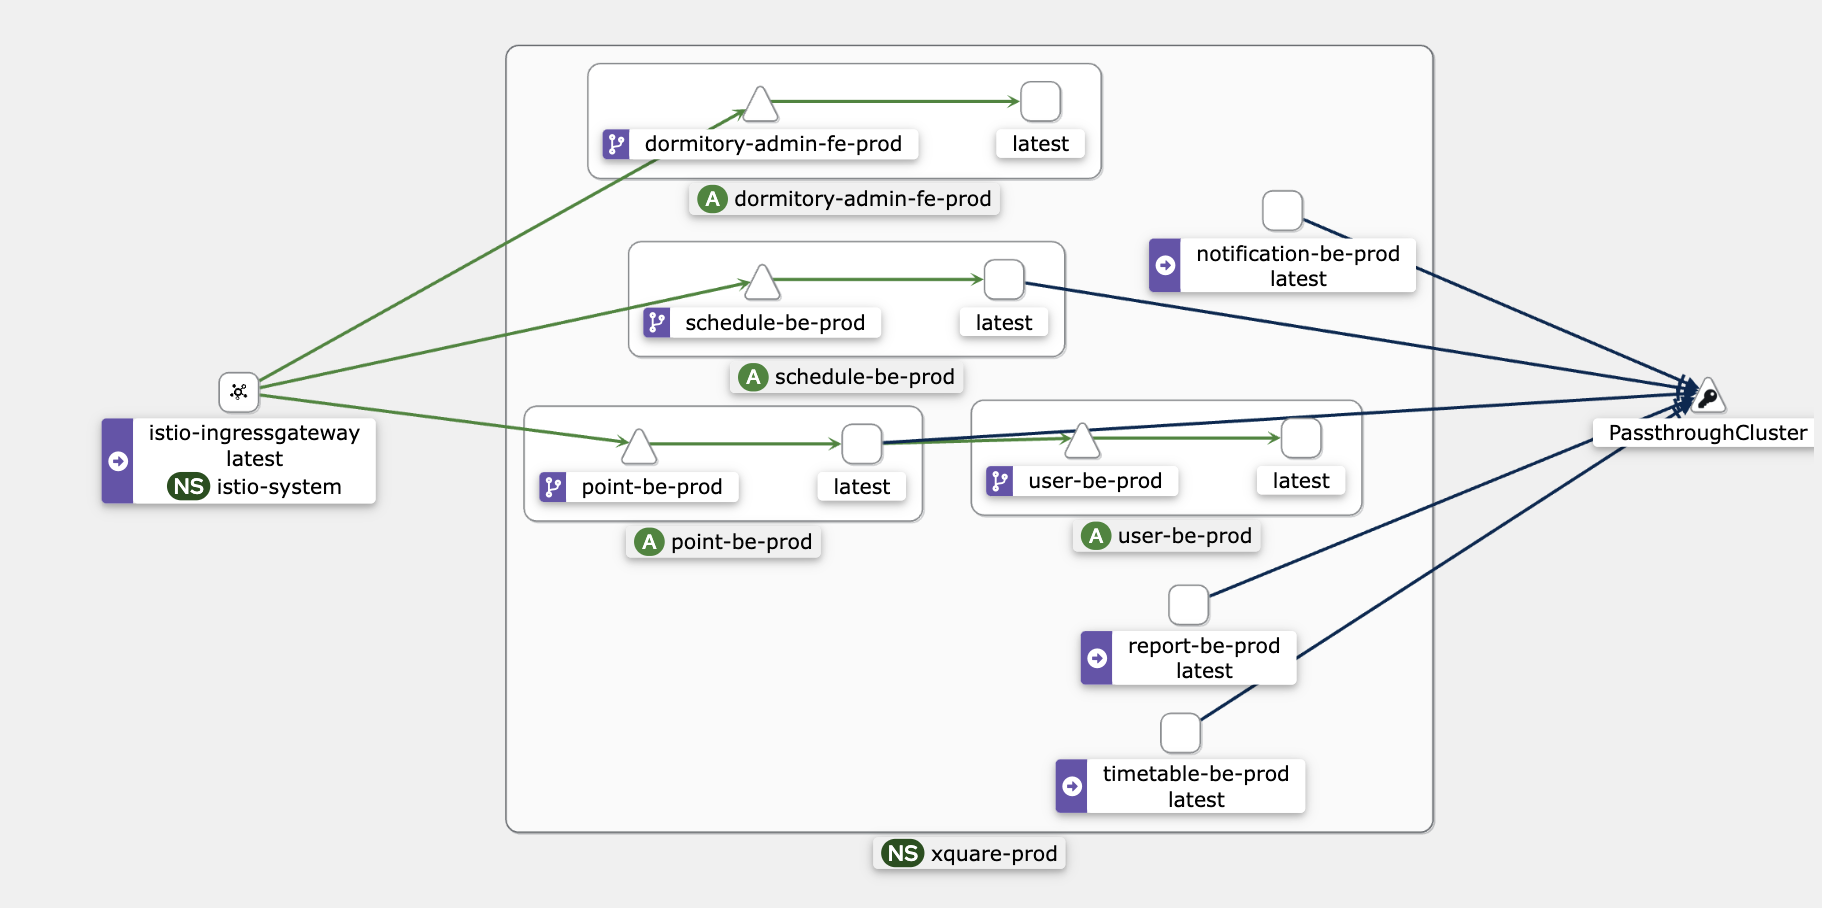 dormitory-admin-fe-prod
latest
A dormitory-admin-fe-prod
notification-be-prod
latest
schedule-be-prod
latest
A schedule-be-prod
istio-ingressgateway
latest
NS istio-system
point-be-prod
latest
A point-be-prod
user-be-prod
latest
A user-be-prod
PassthroughCluster
report-be-prod
latest
timetable-be-prod
latest
NS xquare-prod